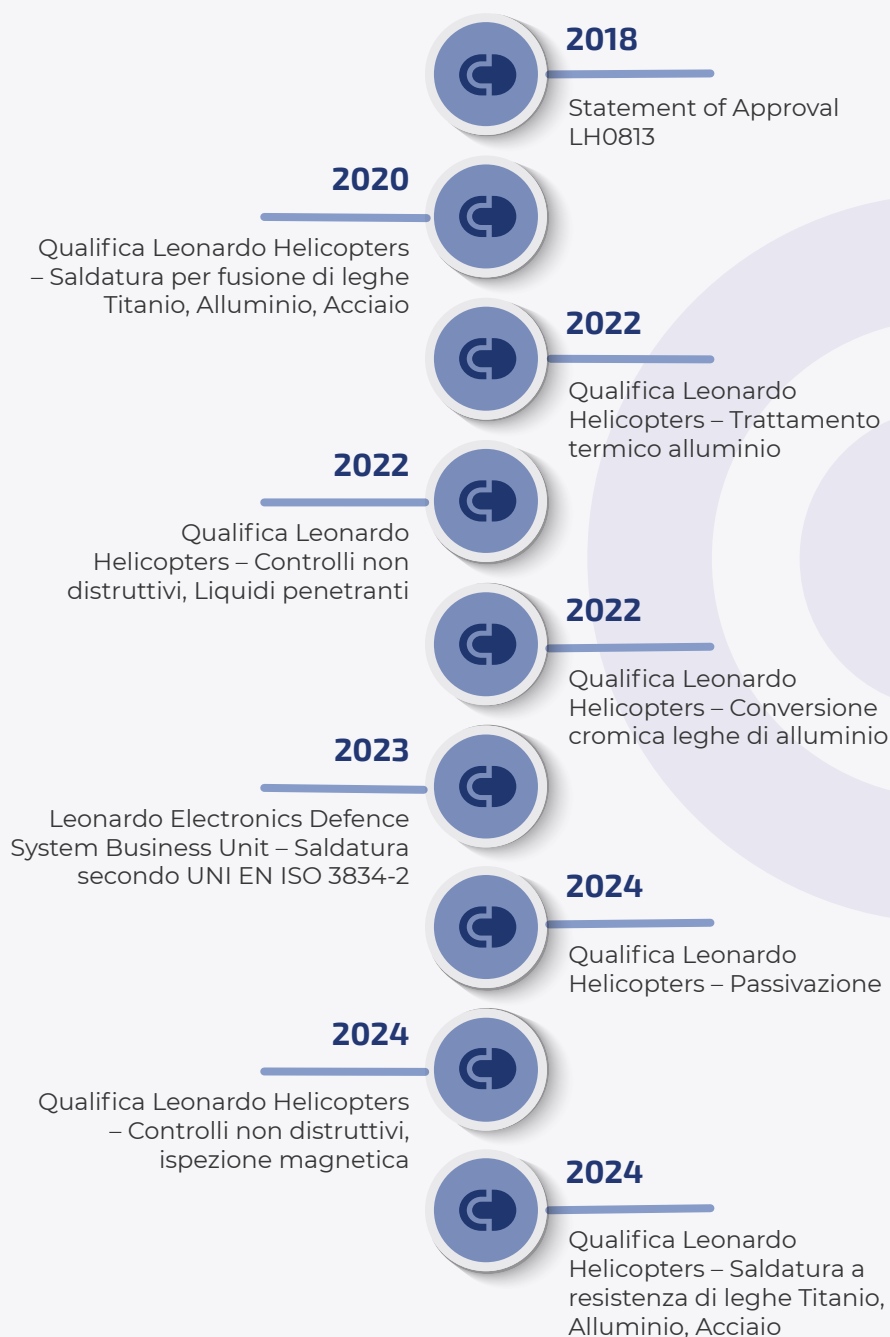 2018
Statement of Approval
LH0813
2020
Qualifica Leonardo Helicopters
– Saldatura per fusione di leghe
Titanio, Alluminio, Acciaio
2022
Qualifica Leonardo
Helicopters – Trattamento
termico alluminio
2022
Qualifica Leonardo
Helicopters – Controlli non
distruttivi, Liquidi penetranti
2022
Qualifica Leonardo
Helicopters – Conversione
cromica leghe di alluminio
2023
Leonardo Electronics Defence
System Business Unit – Saldatura
secondo UNI EN ISO 3834-2
2024
Qualifica Leonardo
Helicopters – Passivazione
2024
Qualifica Leonardo Helicopters
– Controlli non distruttivi,
ispezione magnetica
2024
Qualifica Leonardo
Helicopters – Saldatura a
resistenza di leghe Titanio,
Alluminio, Acciaio